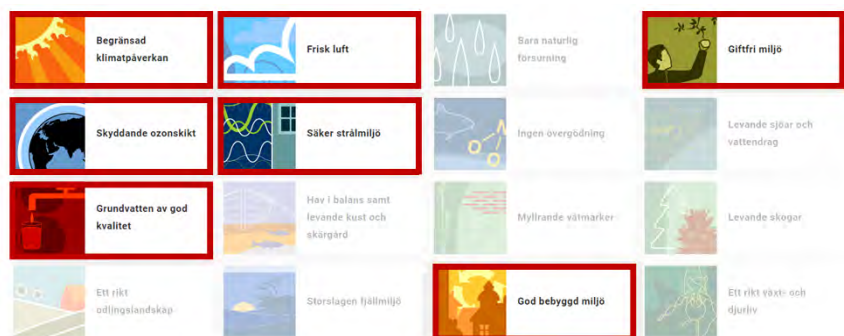 Begränsad
klimatpåverkan
Frisk luft
Bara naturlig
försurning
Giftfri miljö
Skyddande ozonskikt
Säker strålmiljö
Ingen övergödning
Levande sjöar och
vattendrag
Grundvatten av god
kvalitet
Hav i balans samt
levande kust och
skärgård
Myllrande våtmarker
Levande skogar
Ett rikt
odlingslandskap
Storslagen fjällmiljö
God bebyggd miljö
Ett rikt växt- och
djurliv